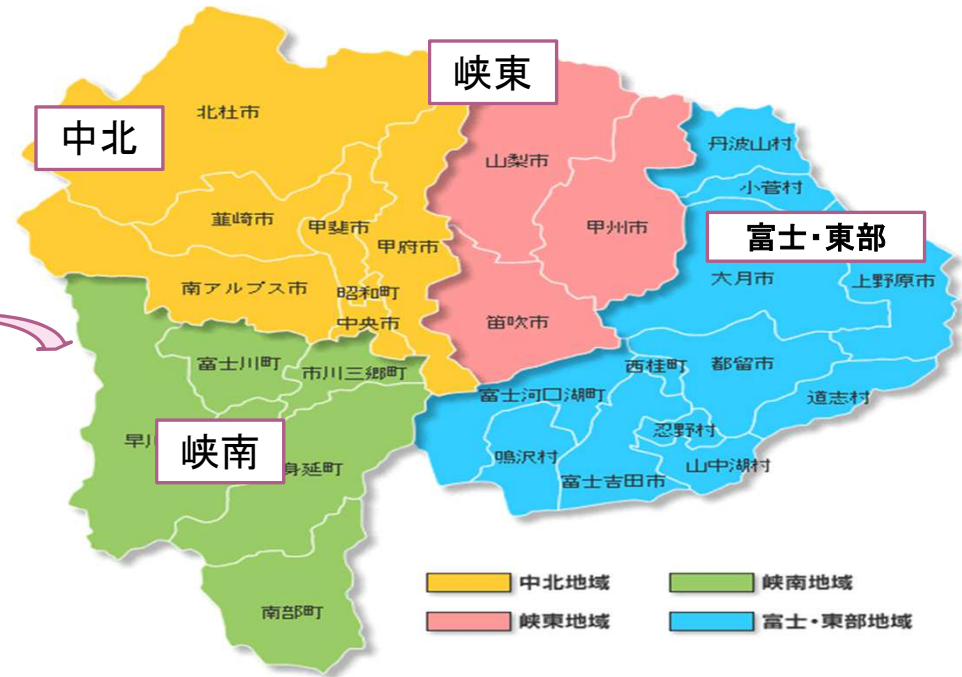 峡東
中北
北杜市
丹波山村
山梨市
小菅村
韮崎市
甲斐市
甲州市
甲府市
富士・東部
大月市
上野原市
南アルプス市
昭和町
中央市
笛吹市
富士川町
市川三郷町
西桂町
都留市
富士河口湖町
道志村
早川
峡南
身延町
忍野村
鳴沢村
山中湖村
富士吉田市
南部町
中北地域
峡南地域
峡東地域
富士・東部地域